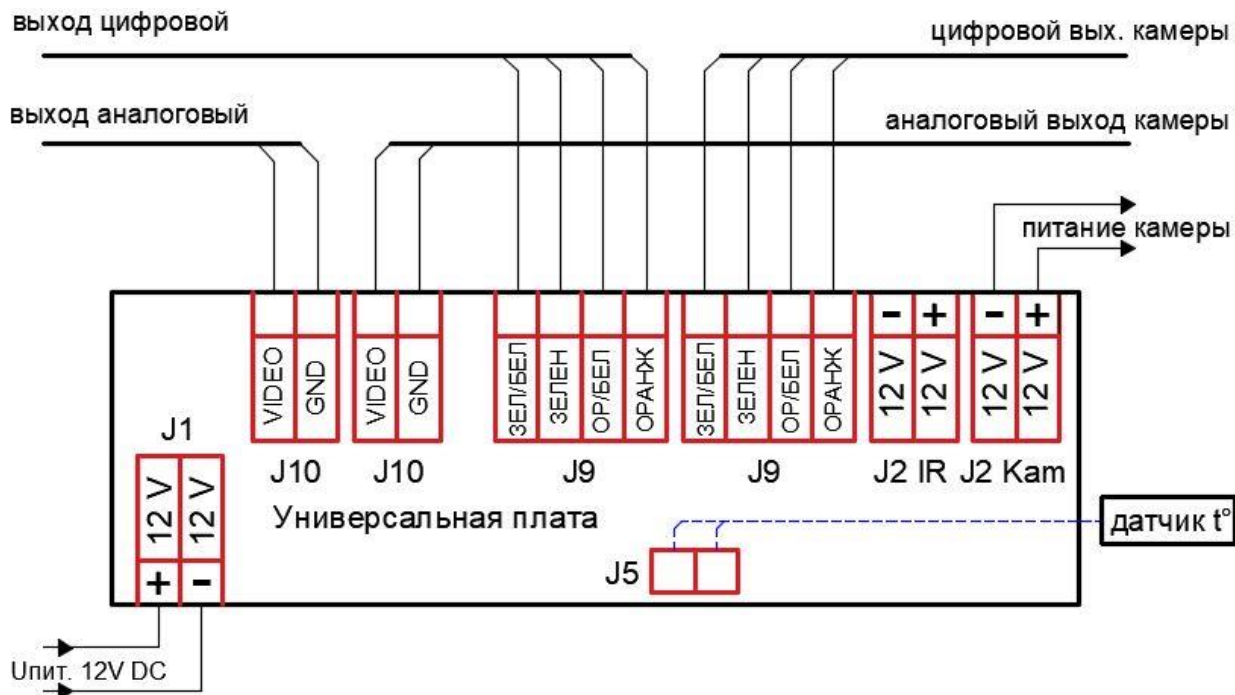 выход цифровой
цифровой вых. камеры
выход аналоговый
аналоговый выход камеры
питание камеры
- + - +
VIDEO GND VIDEO GND ЗЕЛ/БЕЛ ЗЕЛЕН ОР/БЕЛ ОРАНЖ ЗЕЛ/БЕЛ ЗЕЛЕН ОР/БЕЛ ОРАНЖ 12 V 12 V 12 V 12 V
J1
J10 J10 J9 J9 J2 IR J2 Kam
12 V 12 V
Универсальная плата
датчик t°
J5
+ -
Uпит. 12V DC